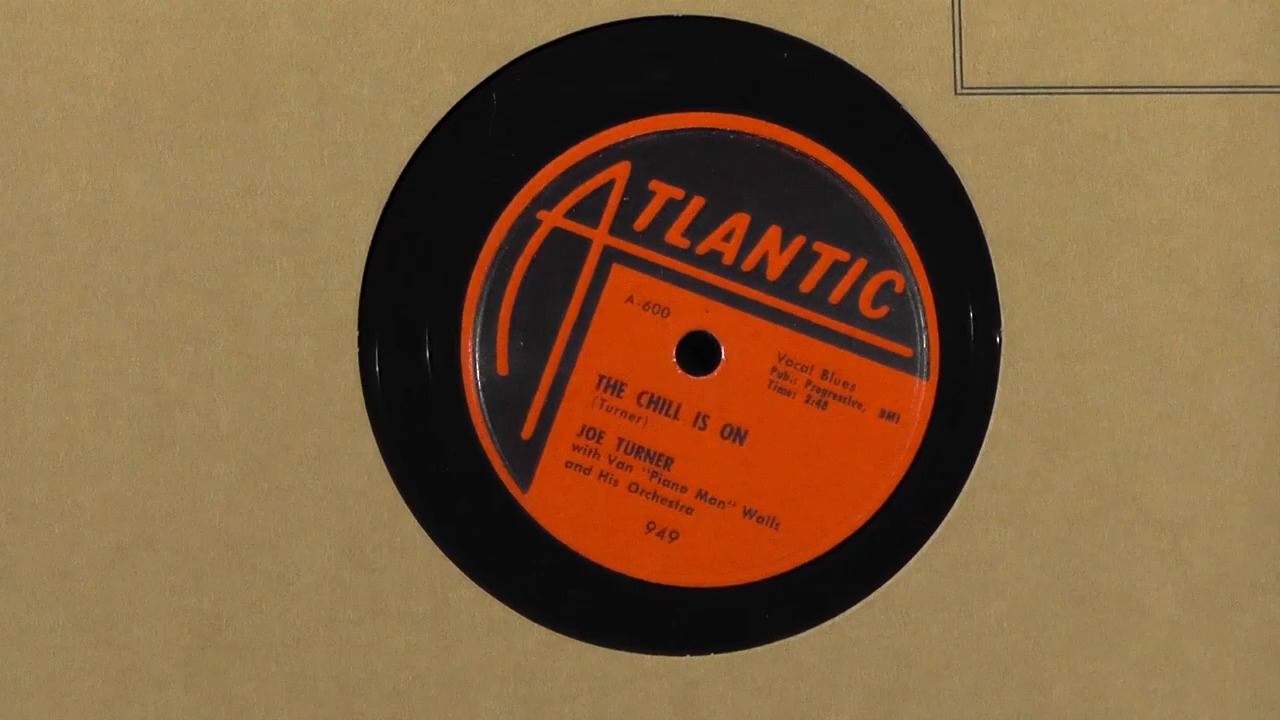 ATLANTIC
A-600
Vocal Blues
Pub.: Progressive, BMI
Time: 2:48
THE CHILL IS ON
(Turner)
JOE TURNER
with Van "Piano Man" Walls
and His Orchestra
949